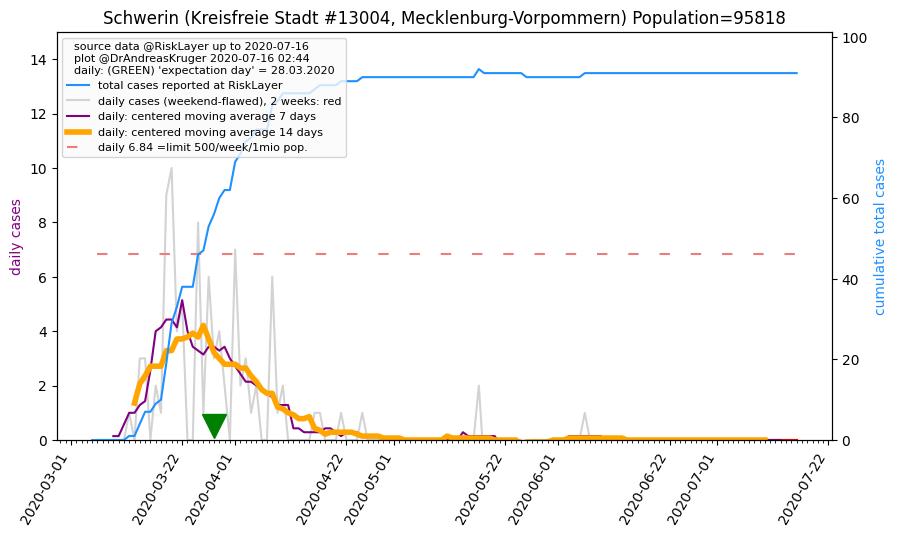 Schwerin (Kreisfreie Stadt #13004, Mecklenburg-Vorpommern) Population=95818
source data @RiskLayer up to 2020-07-16
plot @DrAndreasKruger 2020-07-16 02:44
daily: (GREEN) 'expectation day' = 28.03.2020
total cases reported at RiskLayer
daily cases (weekend-flawed), 2 weeks: red
daily: centered moving average 7 days
daily: centered moving average 14 days
daily 6.84 =limit 500/week/1mio pop.
daily cases
14
12
10
8
6
4
2
0
100
80
60
40
20
0
cumulative total cases
2020-03-01
2020-03-22
2020-04-01
2020-04-22
2020-05-01
2020-05-22
2020-06-01
2020-06-22
2020-07-01
2020-07-22